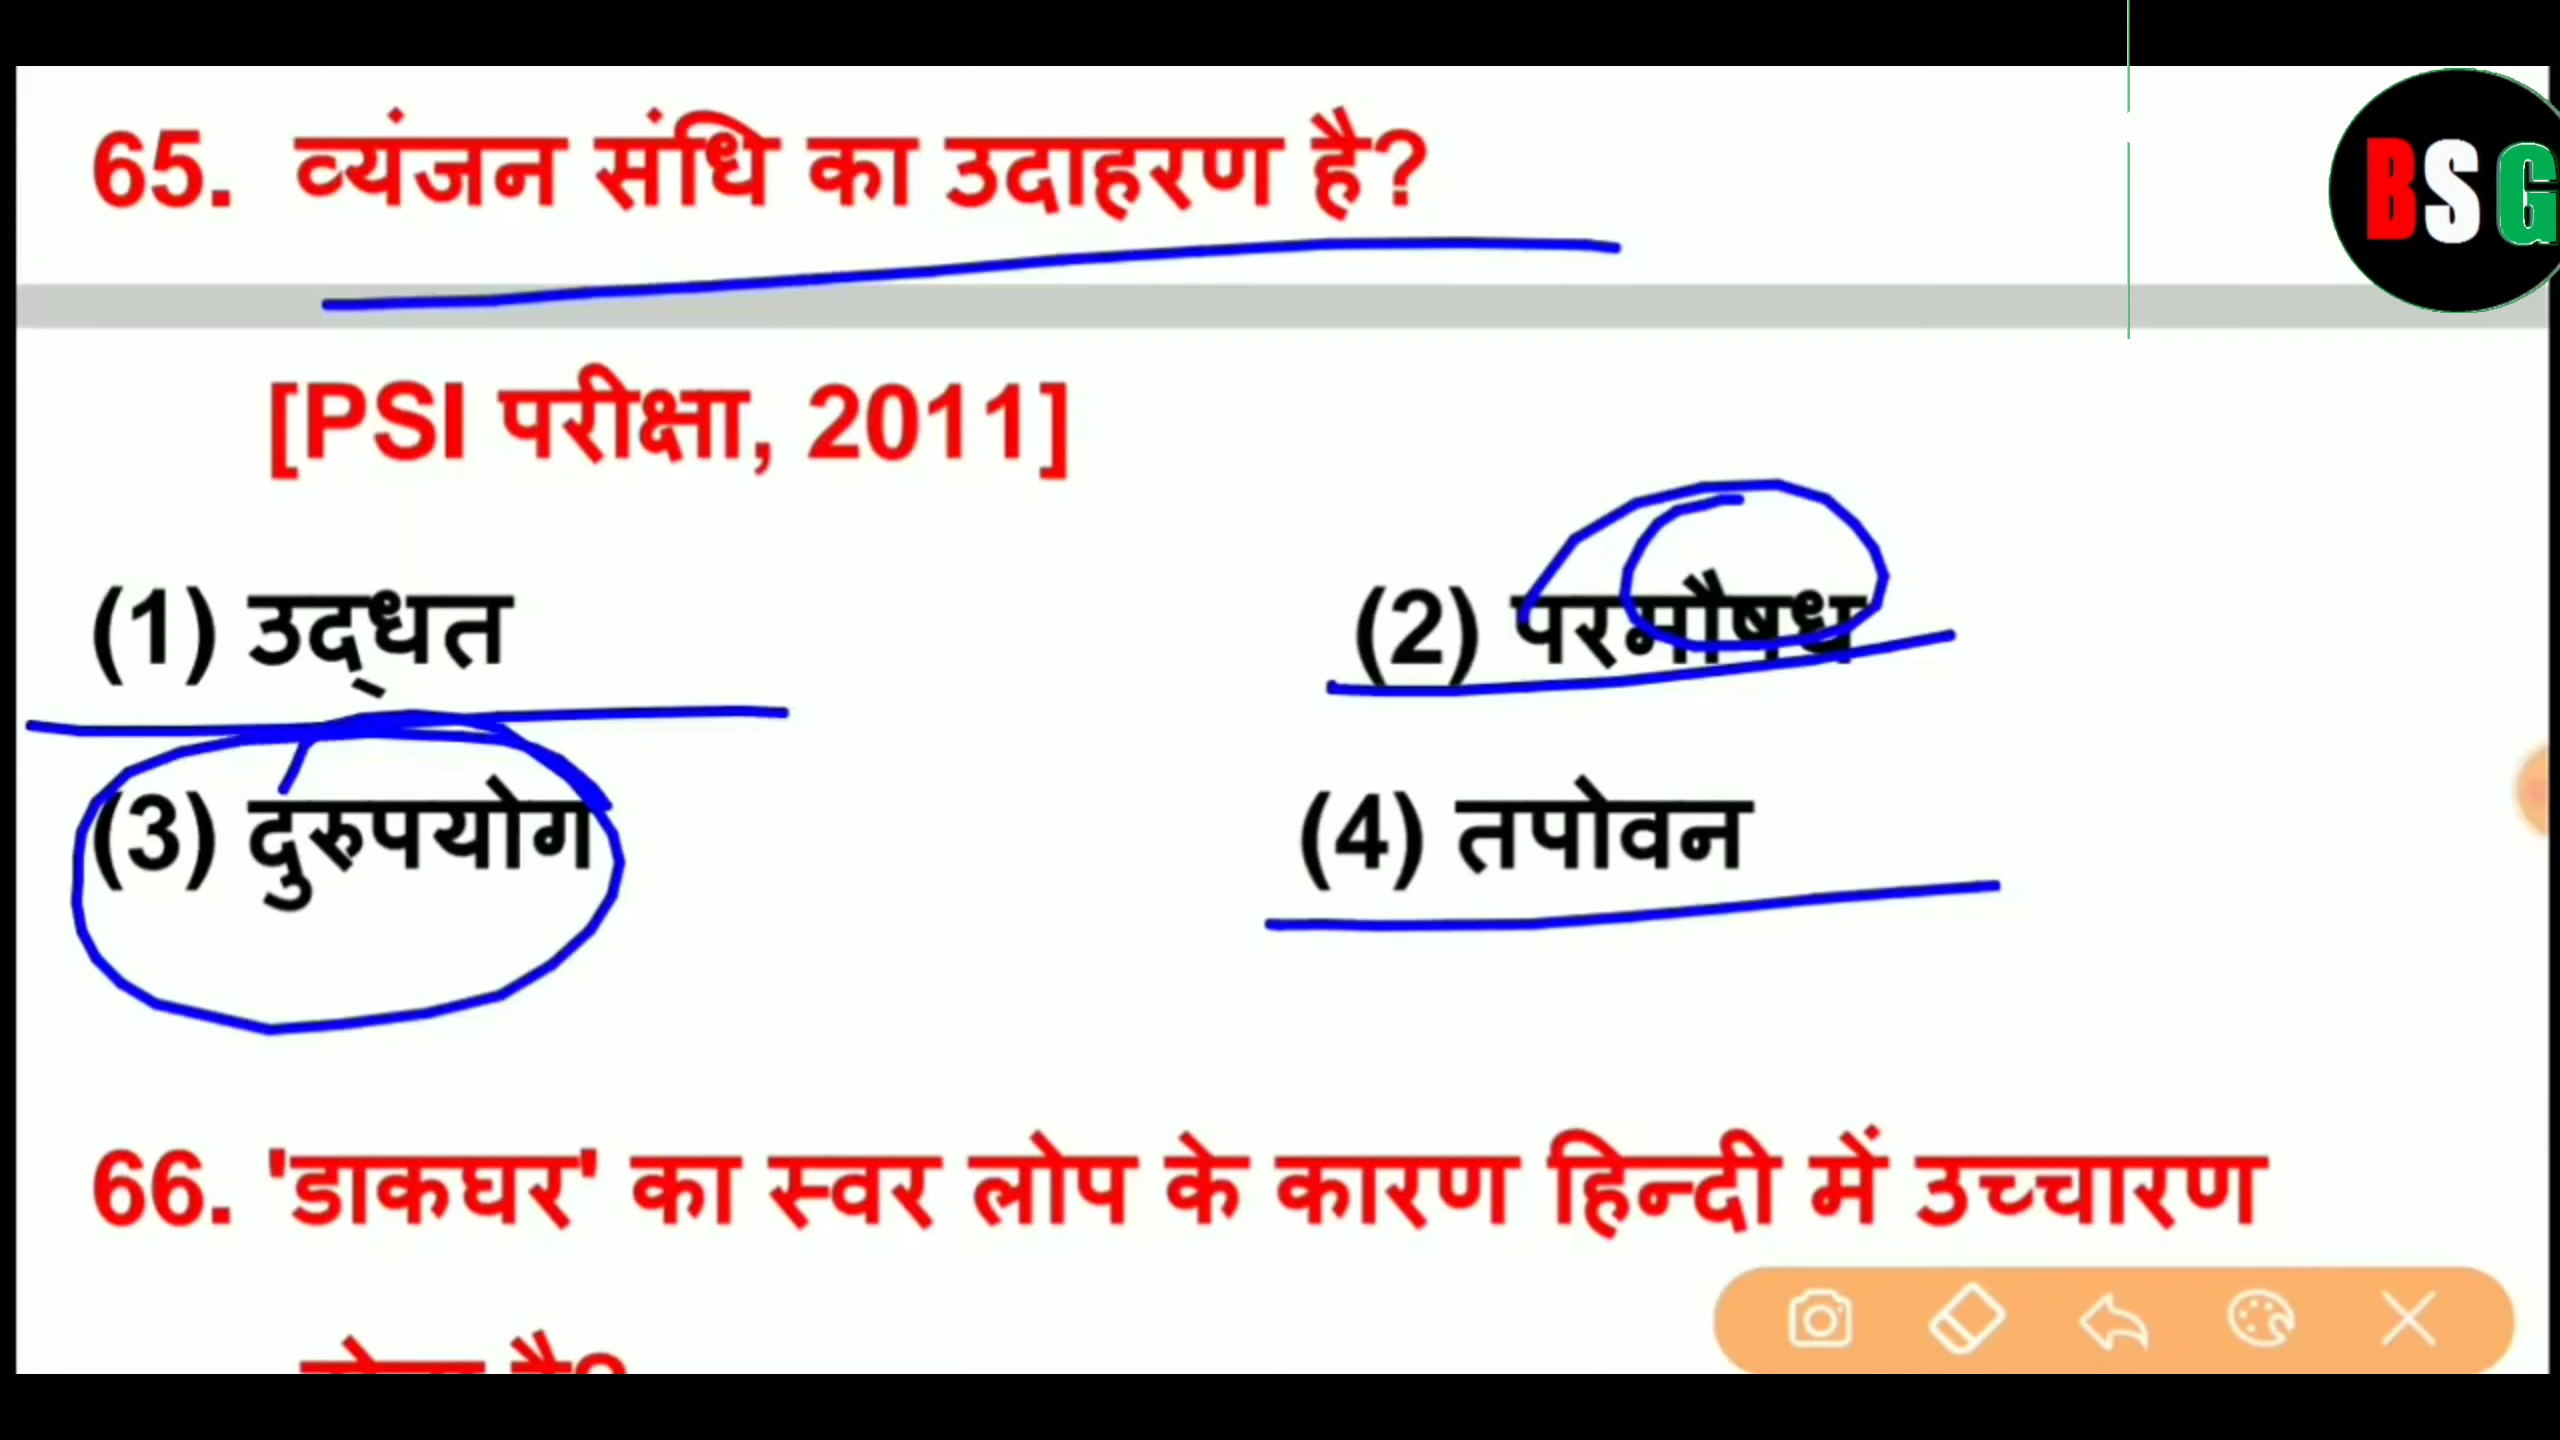 BSG
65. व्यंजन संधि का उदाहरण है?
[PSI परीक्षा, 2011]
(1) उद्धत (2) परमौषध
(3) दुरुपयोग (4) तपोवन
66. 'डाकघर' का स्वर लोप के कारण हिन्दी में उच्चारण